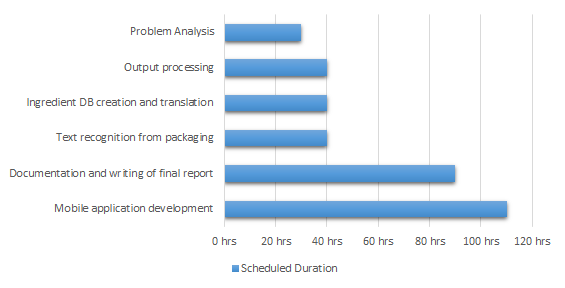 Problem Analysis
Output processing
Ingredient DB creation and translation
Text recognition from packaging
Documentation and writing of final report
Mobile application development
0 hrs 20 hrs 40 hrs 60 hrs 80 hrs 100 hrs 120 hrs
Scheduled Duration